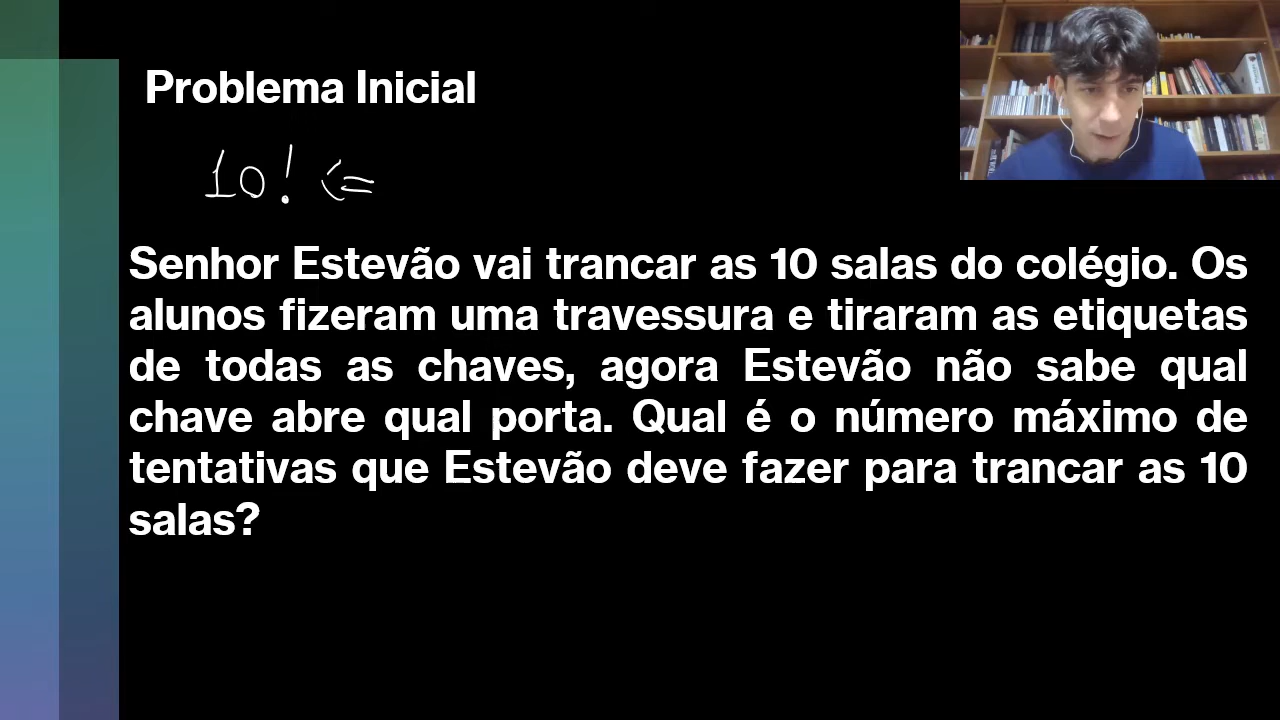 Problema Inicial
10! <=
Senhor Estevão vai trancar as 10 salas do colégio. Os
alunos fizeram uma travessura e tiraram as etiquetas
de todas as chaves, agora Estevão não sabe qual
chave abre qual porta. Qual é o número máximo de
tentativas que Estevão deve fazer para trancar as 10
salas?